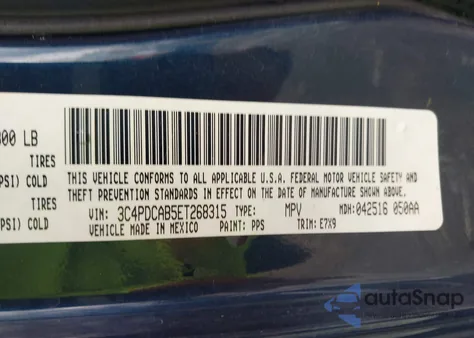 300 LB
TIRES
PSI) COLD
TIRES
PSI) COLD
THIS VEHICLE CONFORMS TO ALL APPLICABLE U.S.A. FEDERAL MOTOR VEHICLE SAFETY AND
THEFT PREVENTION STANDARDS IN EFFECT ON THE DATE OF MANUFACTURE SHOWN ABOVE.
VIN: 3C4PDCAB5ET268315 TYPE: MPV MDH: 042516 050AA
VEHICLE MADE IN MEXICO PAINT: PPS TRIM: E7X9
autoSnap